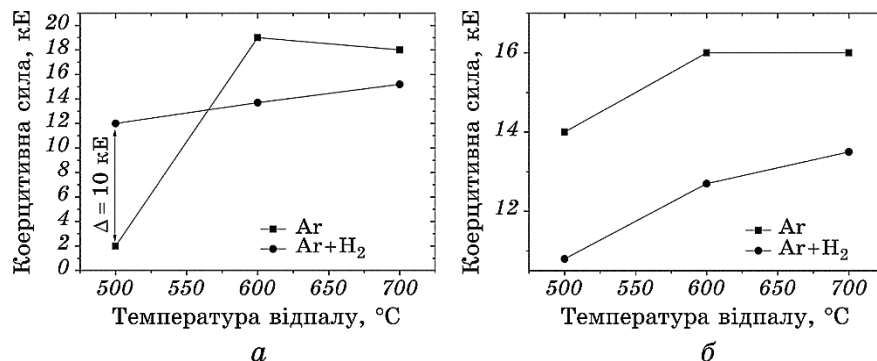 20
18
16
14
12
10
8
6
4
2
0
Коерцитивна сила, кЕ
Δ = 10 кЕ
Ar
Ar+H₂
500 550 600 650 700
Температура відпалу, °C
а
16
14
12
Коерцитивна сила, кЕ
Ar
Ar+H₂
500 550 600 650 700
Температура відпалу, °C
б